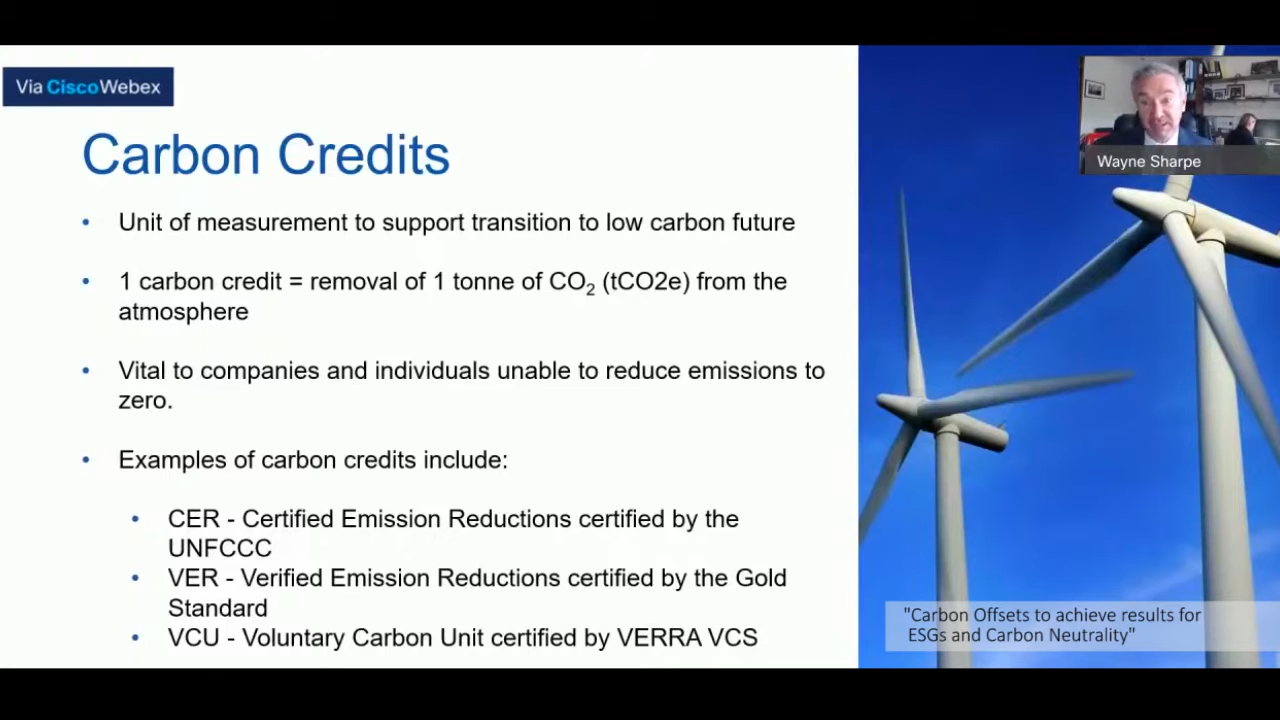 Via CiscoWebex
Carbon Credits
• Unit of measurement to support transition to low carbon future
• 1 carbon credit = removal of 1 tonne of CO₂ (tCO2e) from the
atmosphere
• Vital to companies and individuals unable to reduce emissions to
zero.
• Examples of carbon credits include:
• CER - Certified Emission Reductions certified by the
UNFCCC
• VER - Verified Emission Reductions certified by the Gold
Standard
• VCU - Voluntary Carbon Unit certified by VERRA VCS
Wayne Sharpe
"Carbon Offsets to achieve results for
ESGs and Carbon Neutrality"